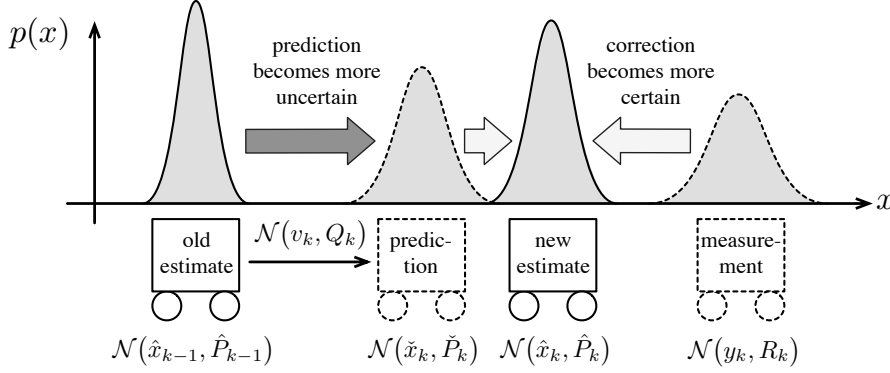 p(x)
prediction
becomes more
uncertain
correction
becomes more
certain
x
old
estimate
𝒩(v_k, Q_k)
predic-
tion
new
estimate
measure-
ment
𝒩(x̂_{k−1}, P̂_{k−1})
𝒩(x̌_k, P̌_k)
𝒩(x̂_k, P̂_k)
𝒩(y_k, R_k)